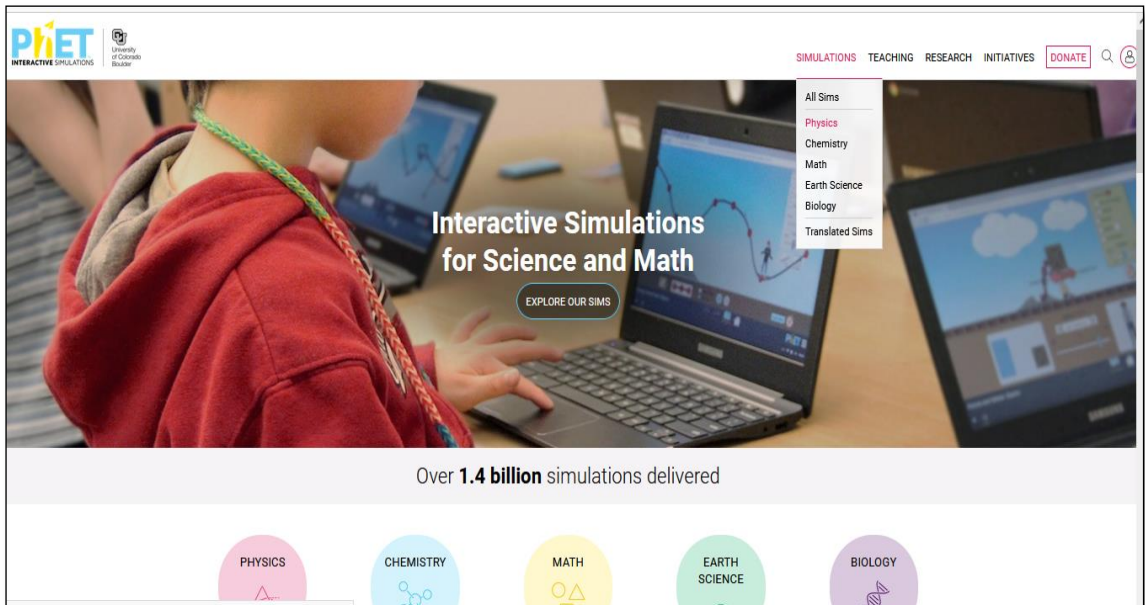 PhET
INTERACTIVE SIMULATIONS
University
of Colorado
Boulder
SIMULATIONS TEACHING RESEARCH INITIATIVES DONATE
All Sims
Physics
Chemistry
Math
Earth Science
Biology
Translated Sims
Interactive Simulations
for Science and Math
EXPLORE OUR SIMS
SAMSUNG
Over 1.4 billion simulations delivered
PHYSICS
CHEMISTRY
MATH
EARTH
SCIENCE
BIOLOGY